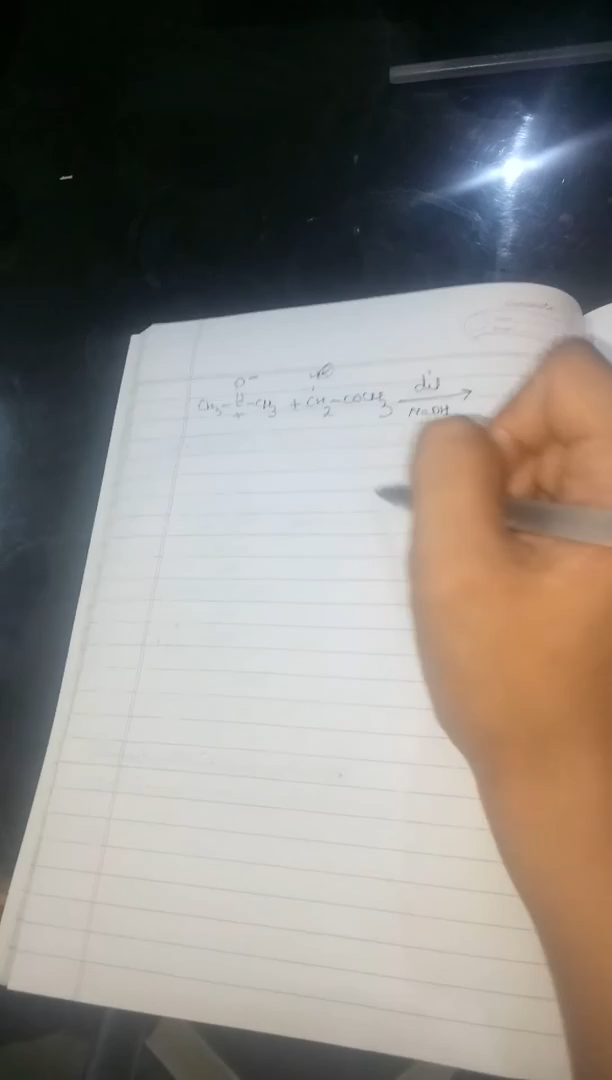 O⁻ H⊕
CH₃-C-CH₃ + CH₂-COCH₃ dil
+ NaOH